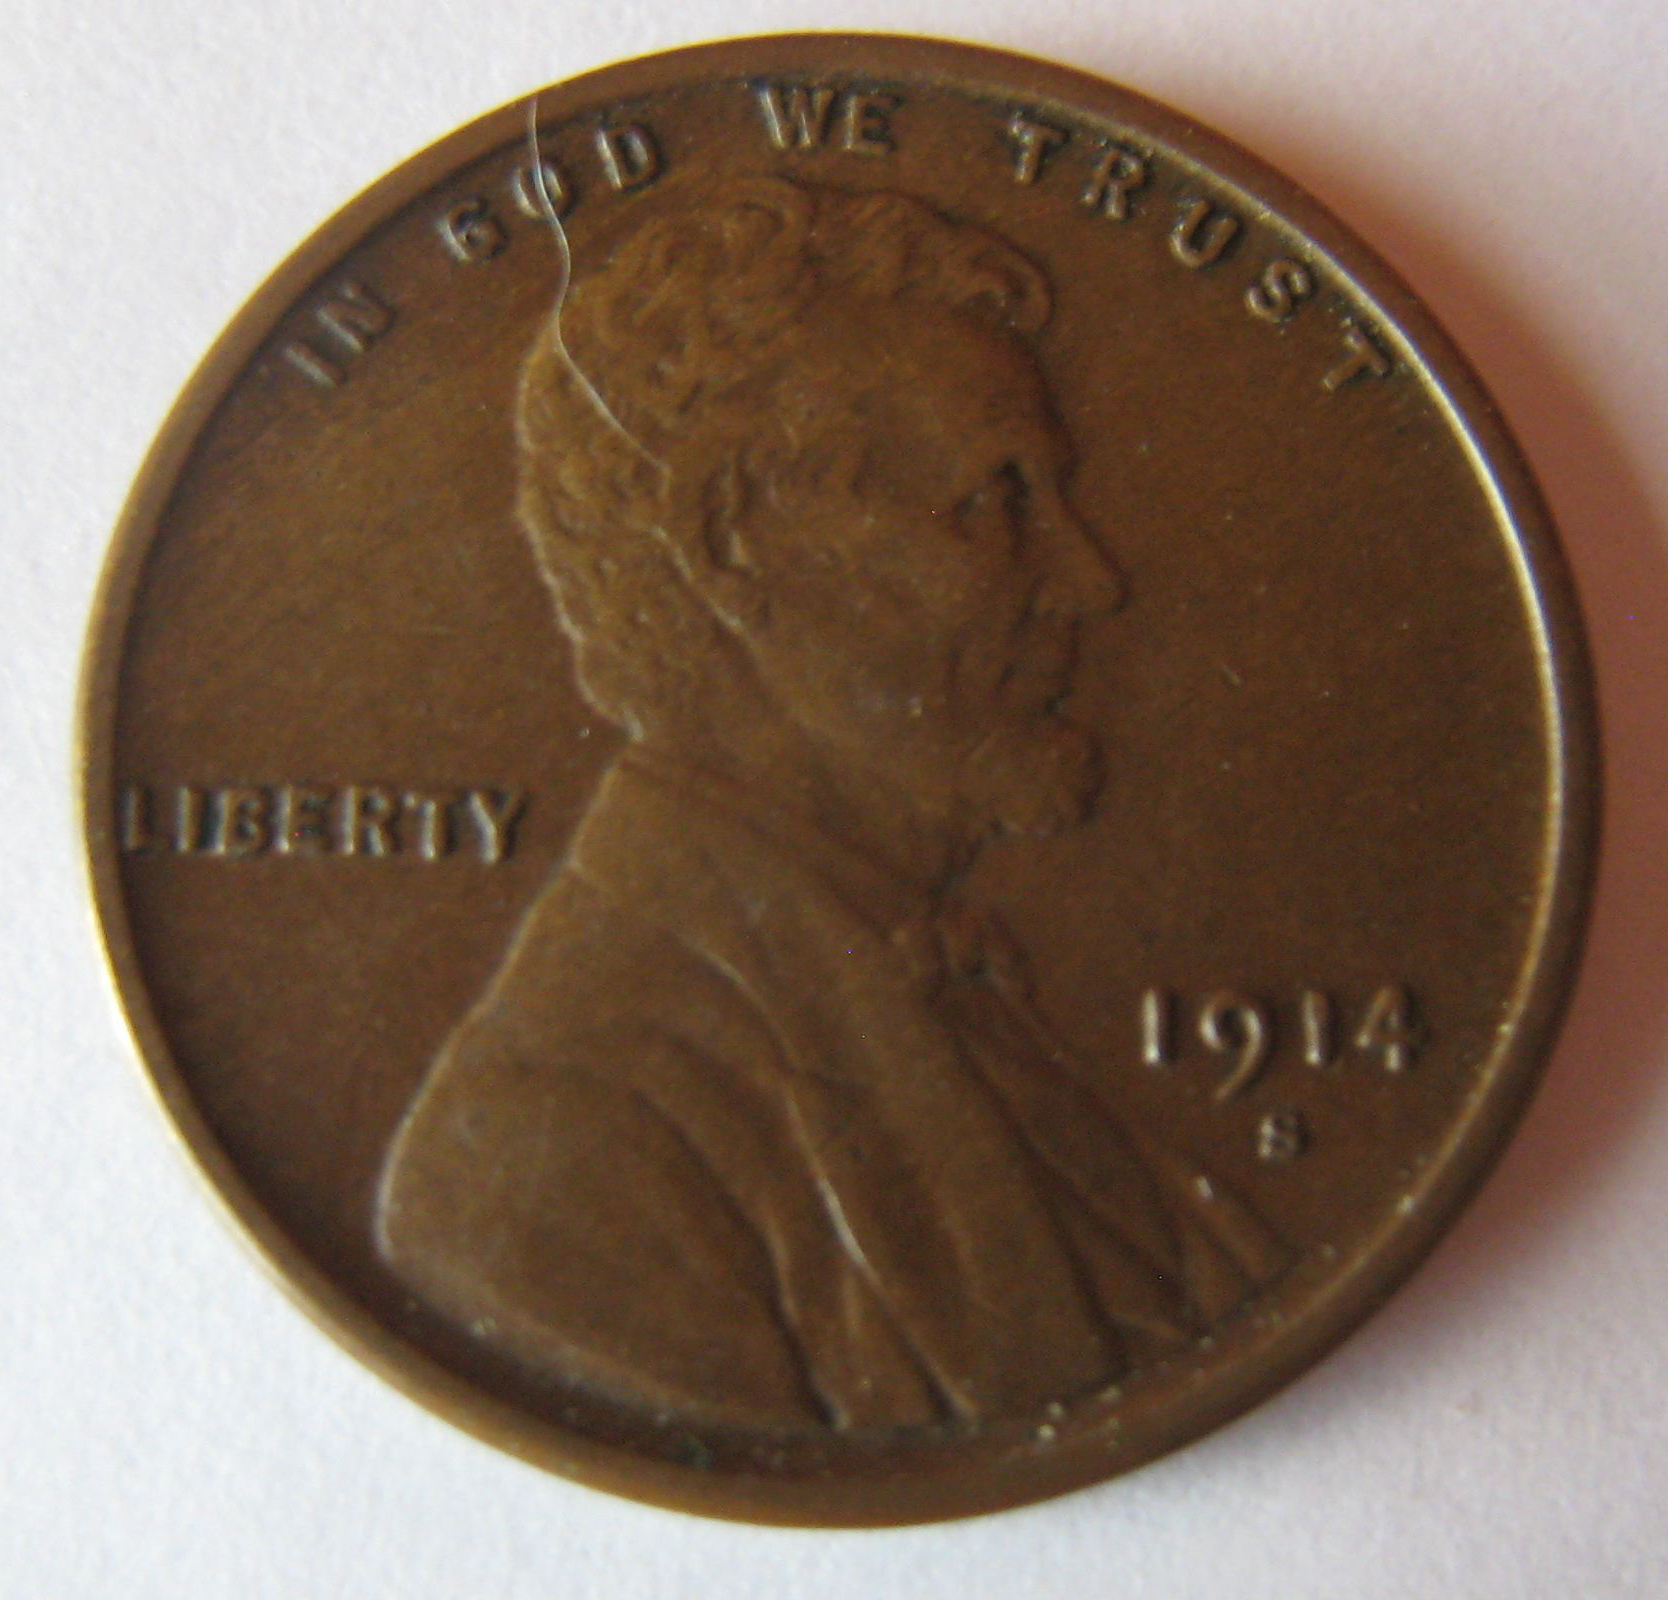 IN GOD WE TRUST
LIBERTY
1914
S